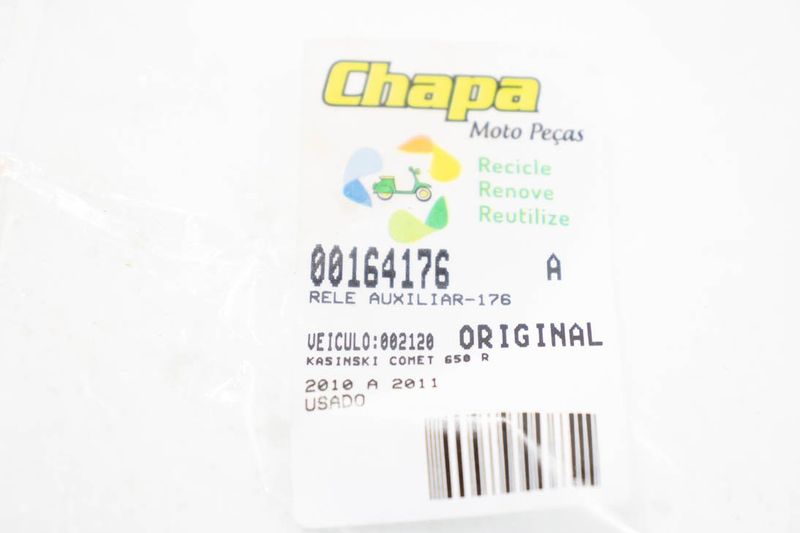 Chapa
Moto Peças
Recicle
Renove
Reutilize
00164176 A
RELE AUXILIAR-176
VEICULO:002120 ORIGINAL
KASINSKI COMET 650 R
2010 A 2011
USADO